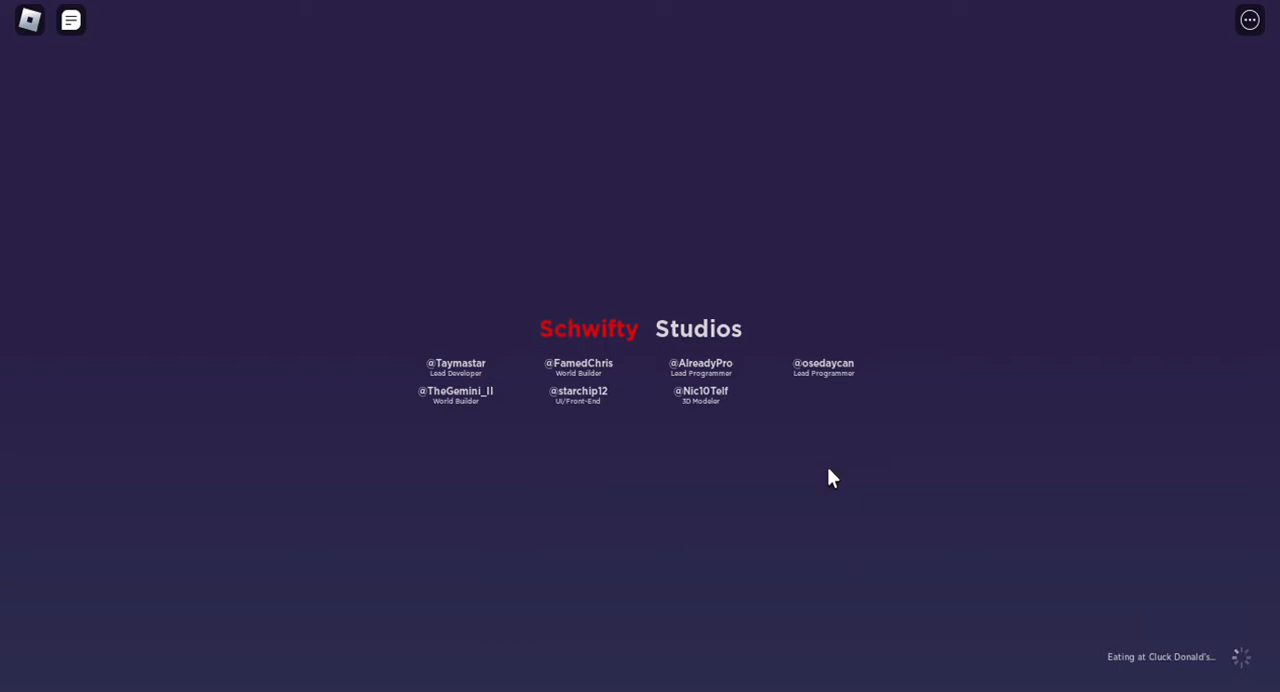 Schwifty Studios
@Taymastar @FamedChris @AlreadyPro @osedaycan
Lead Developer World Builder Lead Programmer Lead Programmer
@TheGemini_II @starchip12 @Nic10Telf
World Builder UI/Front-End 3D Modeler
Eating at Cluck Donald's...